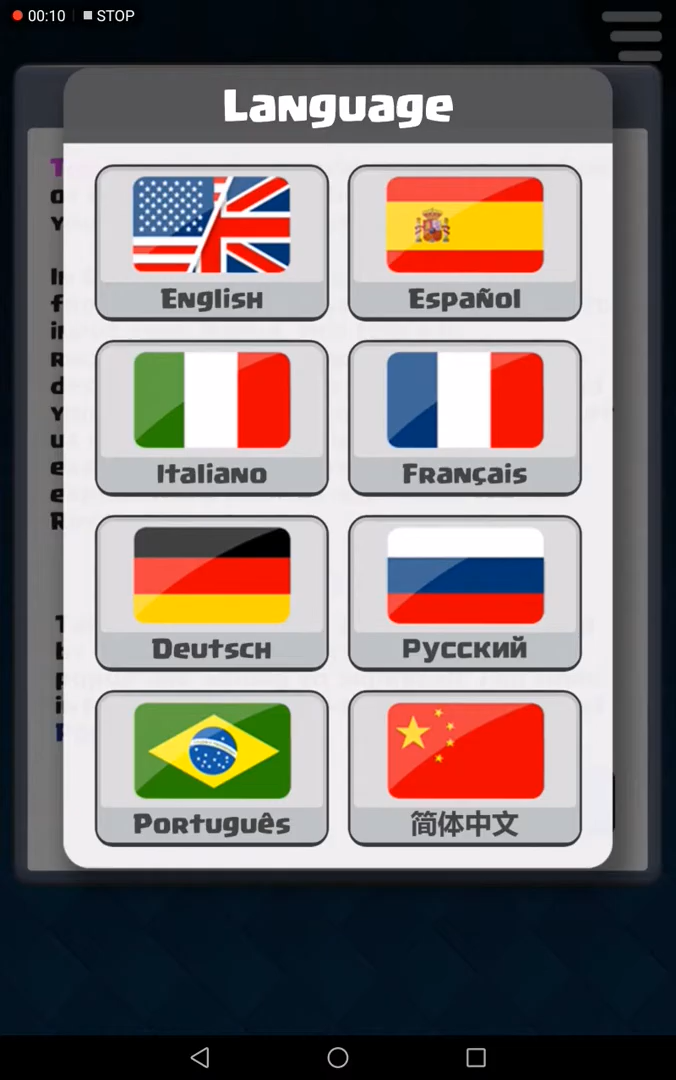 00:10 STOP
Language
English
Español
Italiano
Français
Deutsch
Русский
Português
简体中文